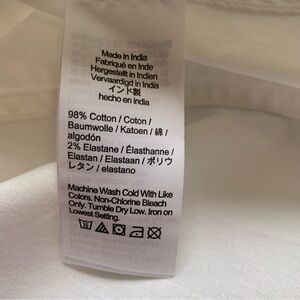 Made in India
Fabriqué en Inde
Hergestellt in Indien
Vervaardigd in India
インド製
hecho en india
98% Cotton / Coton /
Baumwolle / Katoen / 綿 /
algodón
2% Elastane / Élasthanne /
Elastan / Elastaan / ポリウ
レタン / elastano
Machine Wash Cold With Like
Colors. Non-Chlorine Bleach
Only. Tumble Dry Low. Iron on
Lowest Setting.